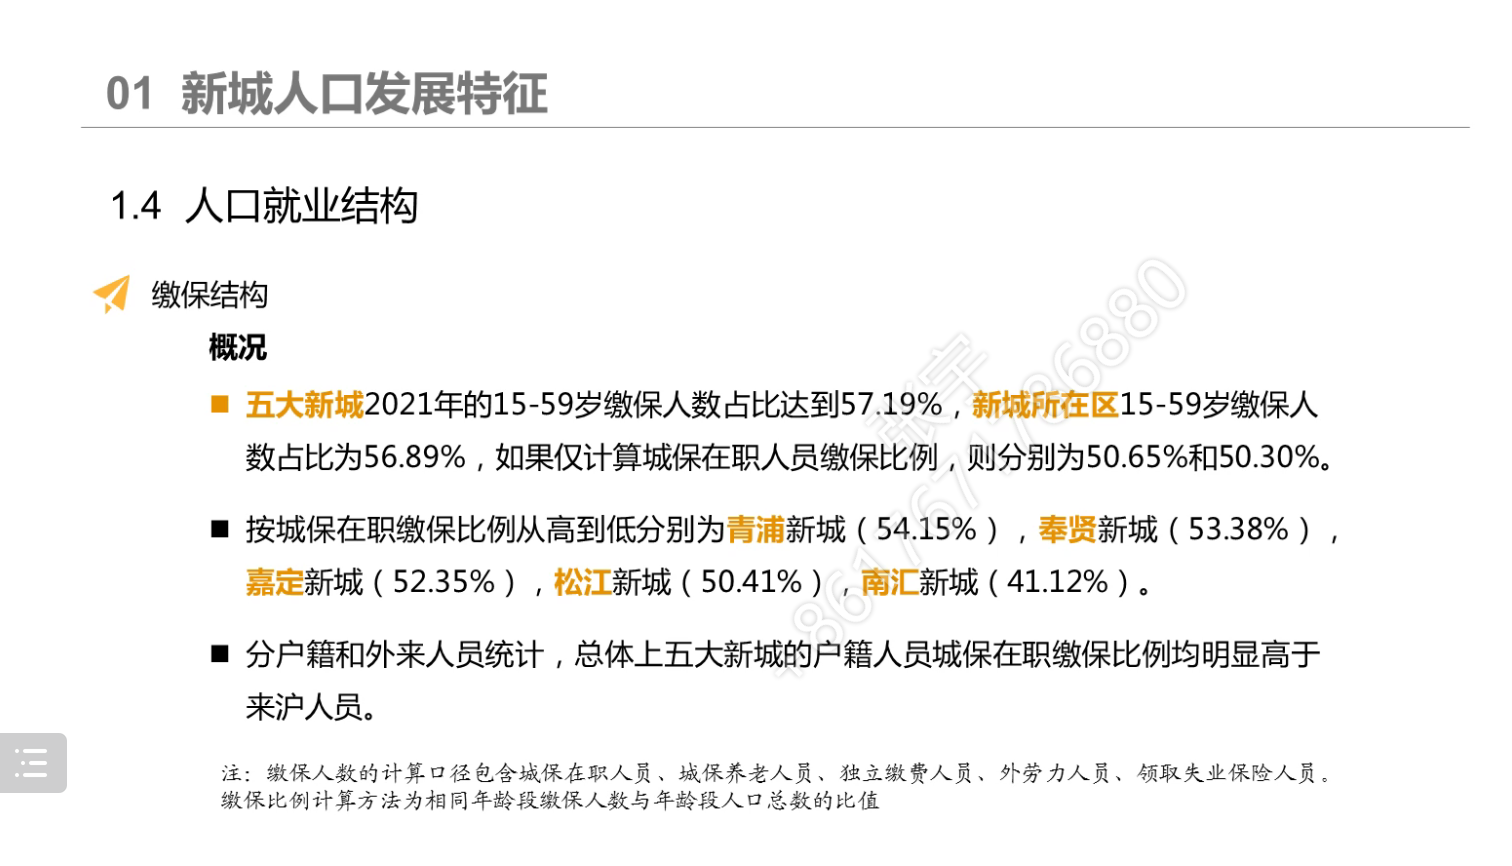 01 新城人口发展特征
1.4 人口就业结构
缴保结构
概况
五大新城2021年的15-59岁缴保人数占比达到57.19%，新城所在区15-59岁缴保人
数占比为56.89%，如果仅计算城保在职人员缴保比例，则分别为50.65%和50.30%。
按城保在职缴保比例从高到低分别为青浦新城（54.15%），奉贤新城（53.38%），
嘉定新城（52.35%），松江新城（50.41%），南汇新城（41.12%）。
分户籍和外来人员统计，总体上五大新城的户籍人员城保在职缴保比例均明显高于
来沪人员。
注：缴保人数的计算口径包含城保在职人员、城保养老人员、独立缴费人员、外劳力人员、领取失业保险人员。
缴保比例计算方法为相同年龄段缴保人数与年龄段人口总数的比值
张宇
+8617671786880